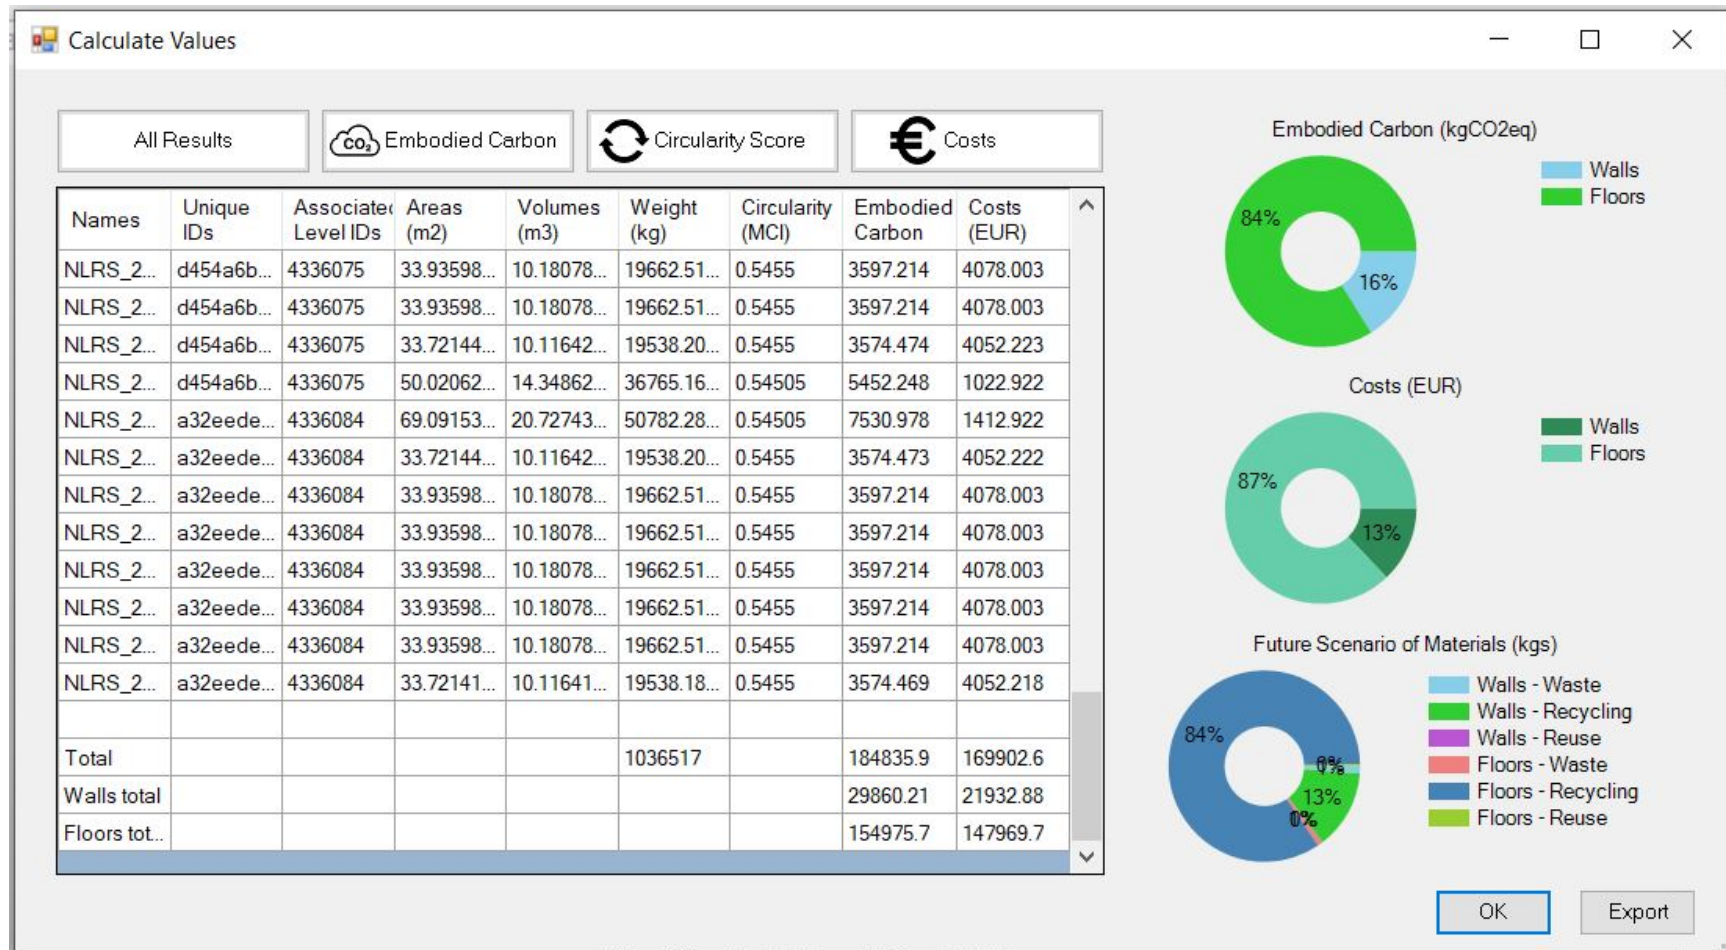 Calculate Values
All Results
CO₂ Embodied Carbon
Circularity Score
€ Costs
Names Unique IDs Associated Level IDs Areas (m2) Volumes (m3) Weight (kg) Circularity (MCI) Embodied Carbon Costs (EUR)
NLRS_2... d454a6b... 4336075 33.93598... 10.18078... 19662.51... 0.5455 3597.214 4078.003
NLRS_2... d454a6b... 4336075 33.93598... 10.18078... 19662.51... 0.5455 3597.214 4078.003
NLRS_2... d454a6b... 4336075 33.72144... 10.11642... 19538.20... 0.5455 3574.474 4052.223
NLRS_2... d454a6b... 4336075 50.02062... 14.34862... 36765.16... 0.54505 5452.248 1022.922
NLRS_2... a32eede... 4336084 69.09153... 20.72743... 50782.28... 0.54505 7530.978 1412.922
NLRS_2... a32eede... 4336084 33.72144... 10.11642... 19538.20... 0.5455 3574.473 4052.222
NLRS_2... a32eede... 4336084 33.93598... 10.18078... 19662.51... 0.5455 3597.214 4078.003
NLRS_2... a32eede... 4336084 33.93598... 10.18078... 19662.51... 0.5455 3597.214 4078.003
NLRS_2... a32eede... 4336084 33.93598... 10.18078... 19662.51... 0.5455 3597.214 4078.003
NLRS_2... a32eede... 4336084 33.93598... 10.18078... 19662.51... 0.5455 3597.214 4078.003
NLRS_2... a32eede... 4336084 33.93598... 10.18078... 19662.51... 0.5455 3597.214 4078.003
NLRS_2... a32eede... 4336084 33.72141... 10.11641... 19538.18... 0.5455 3574.469 4052.218
Total 1036517 184835.9 169902.6
Walls total 29860.21 21932.88
Floors tot... 154975.7 147969.7
Embodied Carbon (kgCO2eq)
Walls
Floors
84%
16%
Costs (EUR)
Walls
Floors
87%
13%
Future Scenario of Materials (kgs)
Walls - Waste
Walls - Recycling
Walls - Reuse
Floors - Waste
Floors - Recycling
Floors - Reuse
84%
13%
OK
Export